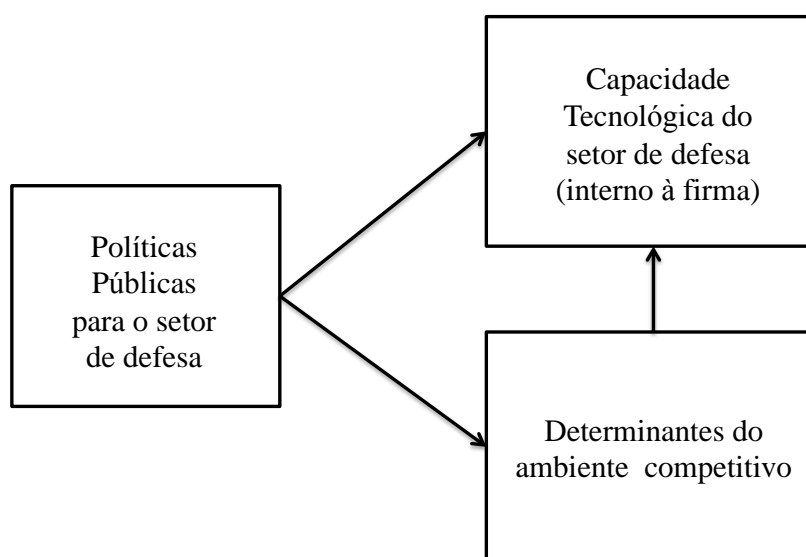 Políticas
Públicas
para o setor
de defesa
Capacidade
Tecnológica do
setor de defesa
(interno à firma)
Determinantes do
ambiente competitivo